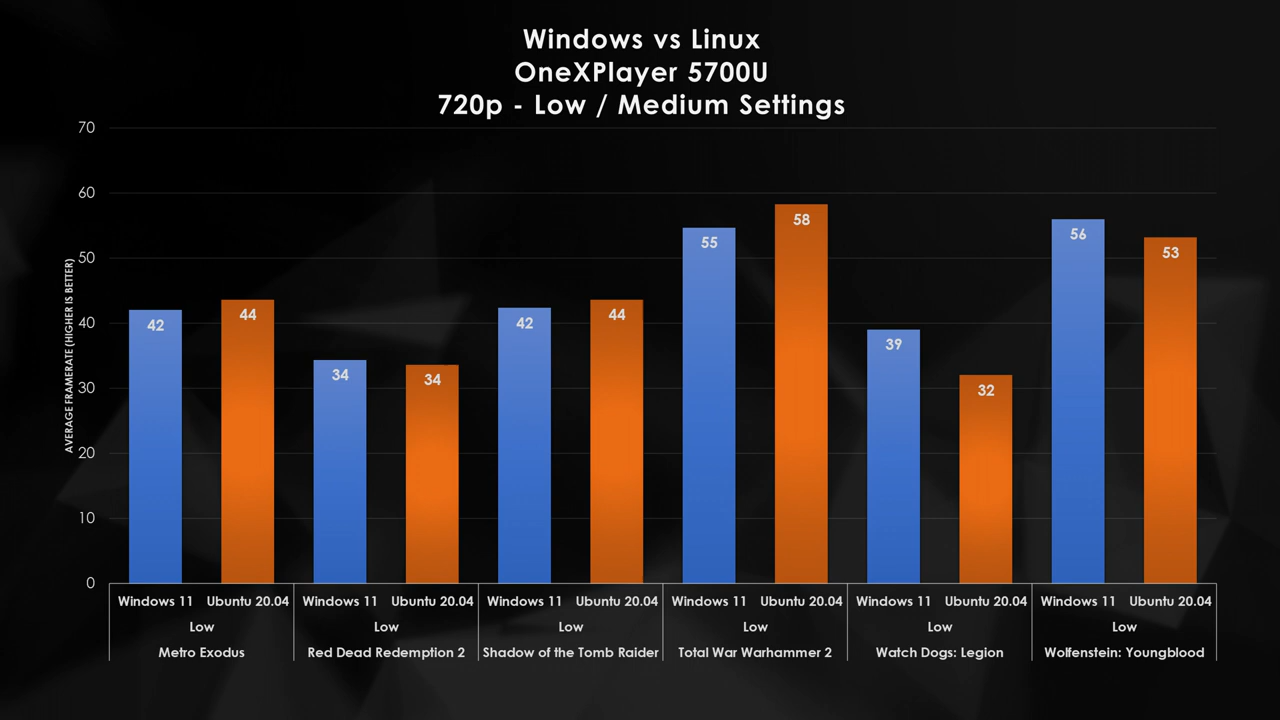 Windows vs Linux
OneXPlayer 5700U
720p - Low / Medium Settings
AVERAGE FRAMERATE (HIGHER IS BETTER)
70
60
50
40
30
20
10
0
42
44
34
34
42
44
55
58
39
32
56
53
Windows 11 Ubuntu 20.04 Windows 11 Ubuntu 20.04 Windows 11 Ubuntu 20.04 Windows 11 Ubuntu 20.04 Windows 11 Ubuntu 20.04 Windows 11 Ubuntu 20.04
Low Low Low Low Low Low
Metro Exodus Red Dead Redemption 2 Shadow of the Tomb Raider Total War Warhammer 2 Watch Dogs: Legion Wolfenstein: Youngblood